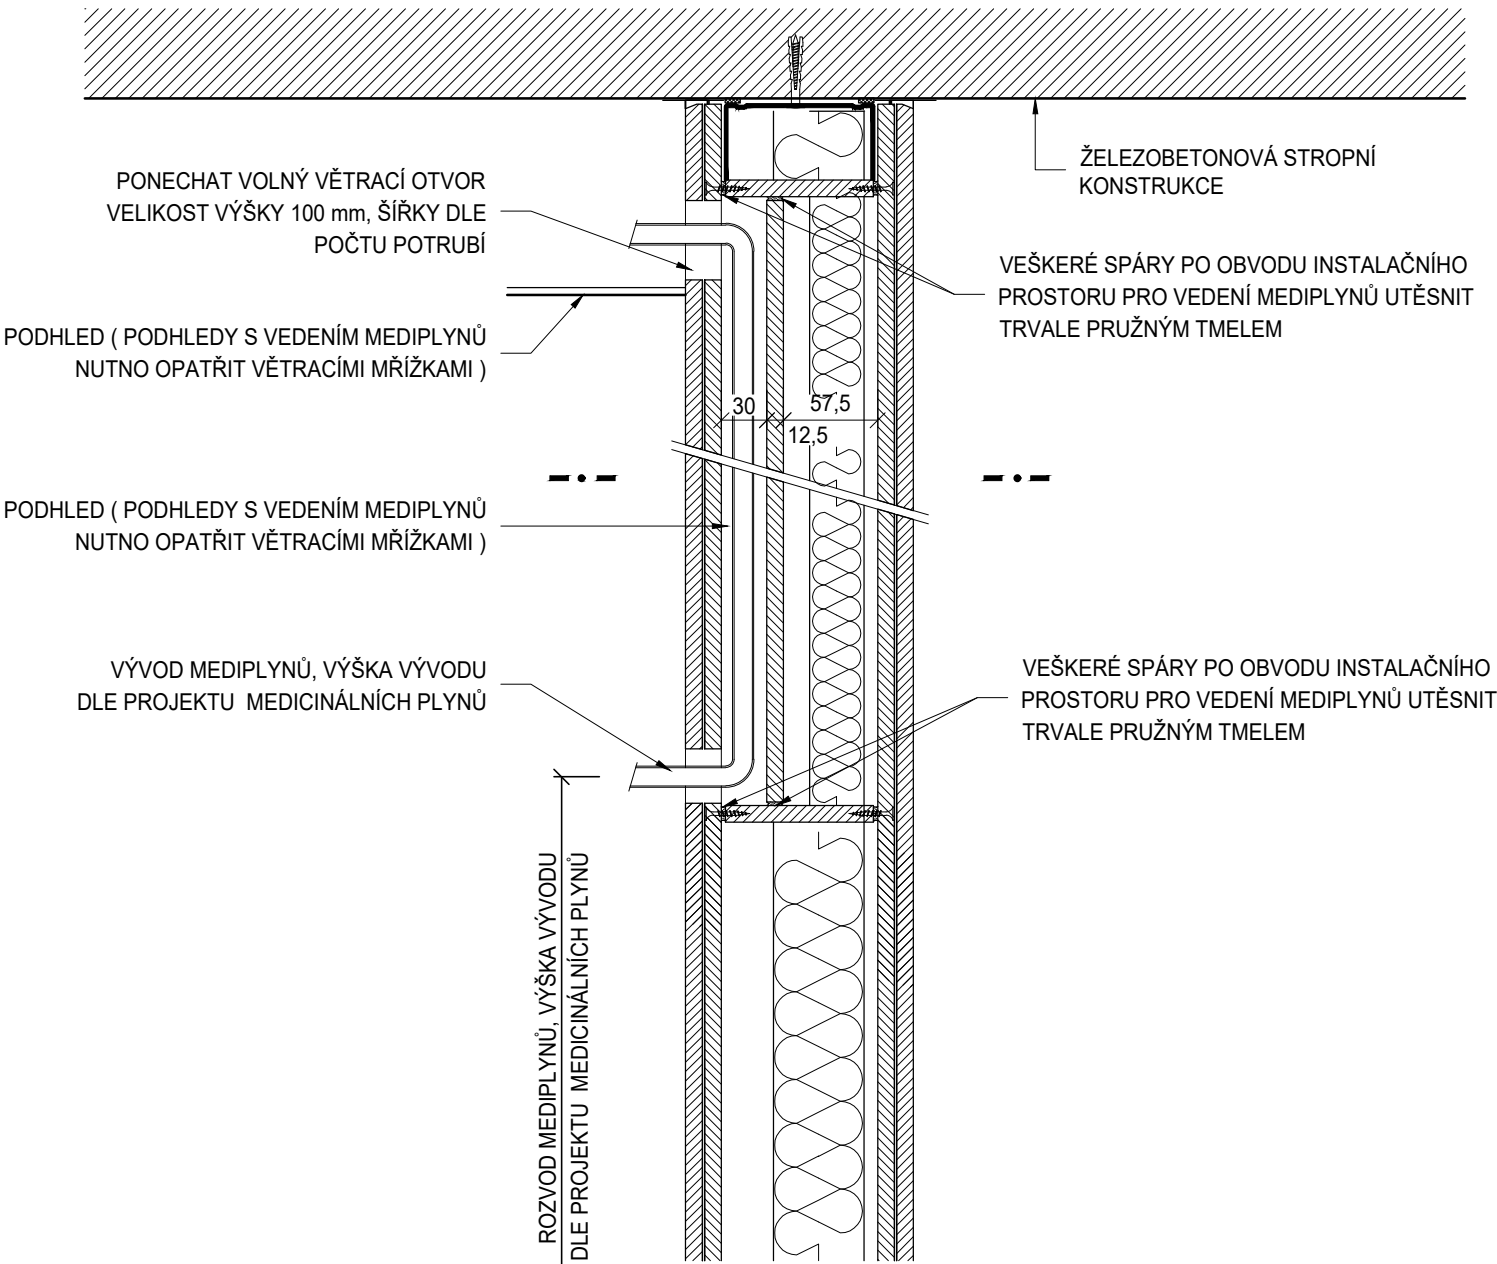 PONECHAT VOLNÝ VĚTRACÍ OTVOR
VELIKOST VÝŠKY 100 mm, ŠÍŘKY DLE
POČTU POTRUBÍ
ŽELEZOBETONOVÁ STROPNÍ
KONSTRUKCE
VEŠKERÉ SPÁRY PO OBVODU INSTALAČNÍHO
PROSTORU PRO VEDENÍ MEDIPLYNŮ UTĚSNIT
TRVALE PRUŽNÝM TMELEM
PODHLED ( PODHLEDY S VEDENÍM MEDIPLYNŮ
NUTNO OPATŘIT VĚTRACÍMI MŘÍŽKAMI )
30
57,5
12,5
PODHLED ( PODHLEDY S VEDENÍM MEDIPLYNŮ
NUTNO OPATŘIT VĚTRACÍMI MŘÍŽKAMI )
VÝVOD MEDIPLYNŮ, VÝŠKA VÝVODU
DLE PROJEKTU MEDICINÁLNÍCH PLYNŮ
VEŠKERÉ SPÁRY PO OBVODU INSTALAČNÍHO
PROSTORU PRO VEDENÍ MEDIPLYNŮ UTĚSNIT
TRVALE PRUŽNÝM TMELEM
ROZVOD MEDIPLYNŮ, VÝŠKA VÝVODU
DLE PROJEKTU MEDICINÁLNÍCH PLYNŮ